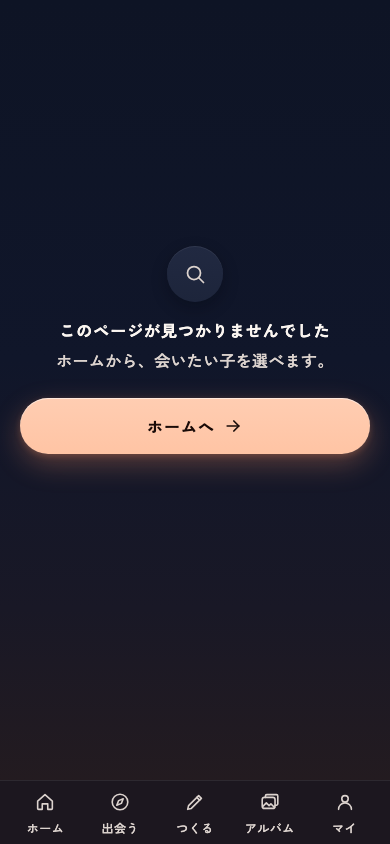 このページが見つかりませんでした
ホームから、会いたい子を選べます。
ホームへ →
ホーム
出会う
つくる
アルバム
マイ